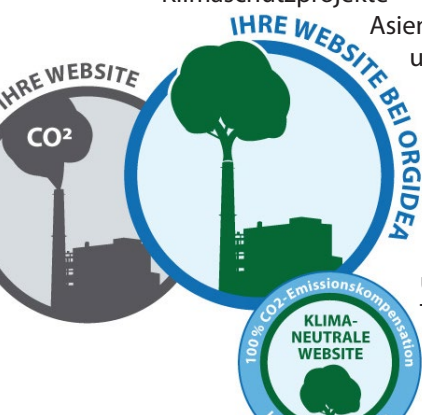 Klimaschutzprojekte
Asien
u
IHRE WEBSITE
CO²
IHRE WEBSITE BEI ORGIDEA
100% CO2-Emissionskompensation
KLIMA-
NEUTRALE
WEBSITE